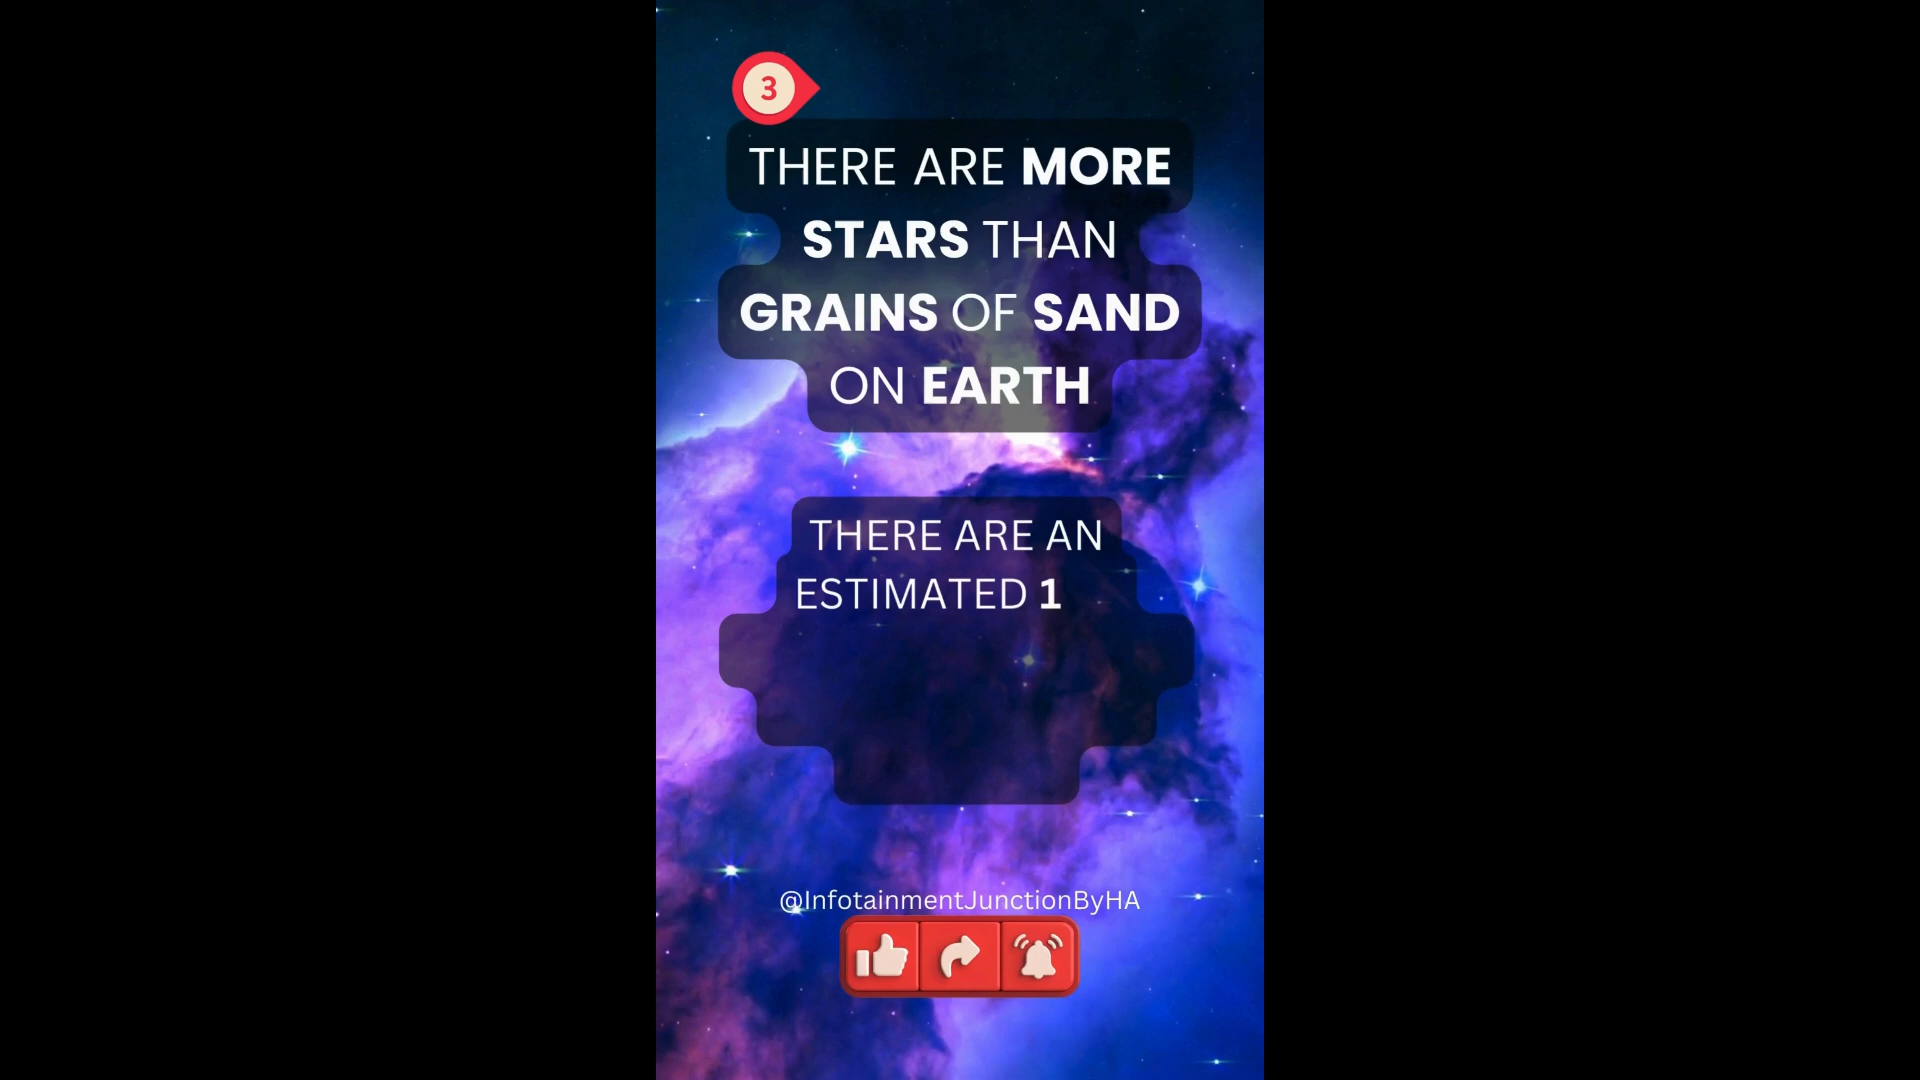 3
THERE ARE MORE
STARS THAN
GRAINS OF SAND
ON EARTH
THERE ARE AN
ESTIMATED 1
@InfotainmentJunctionByHA